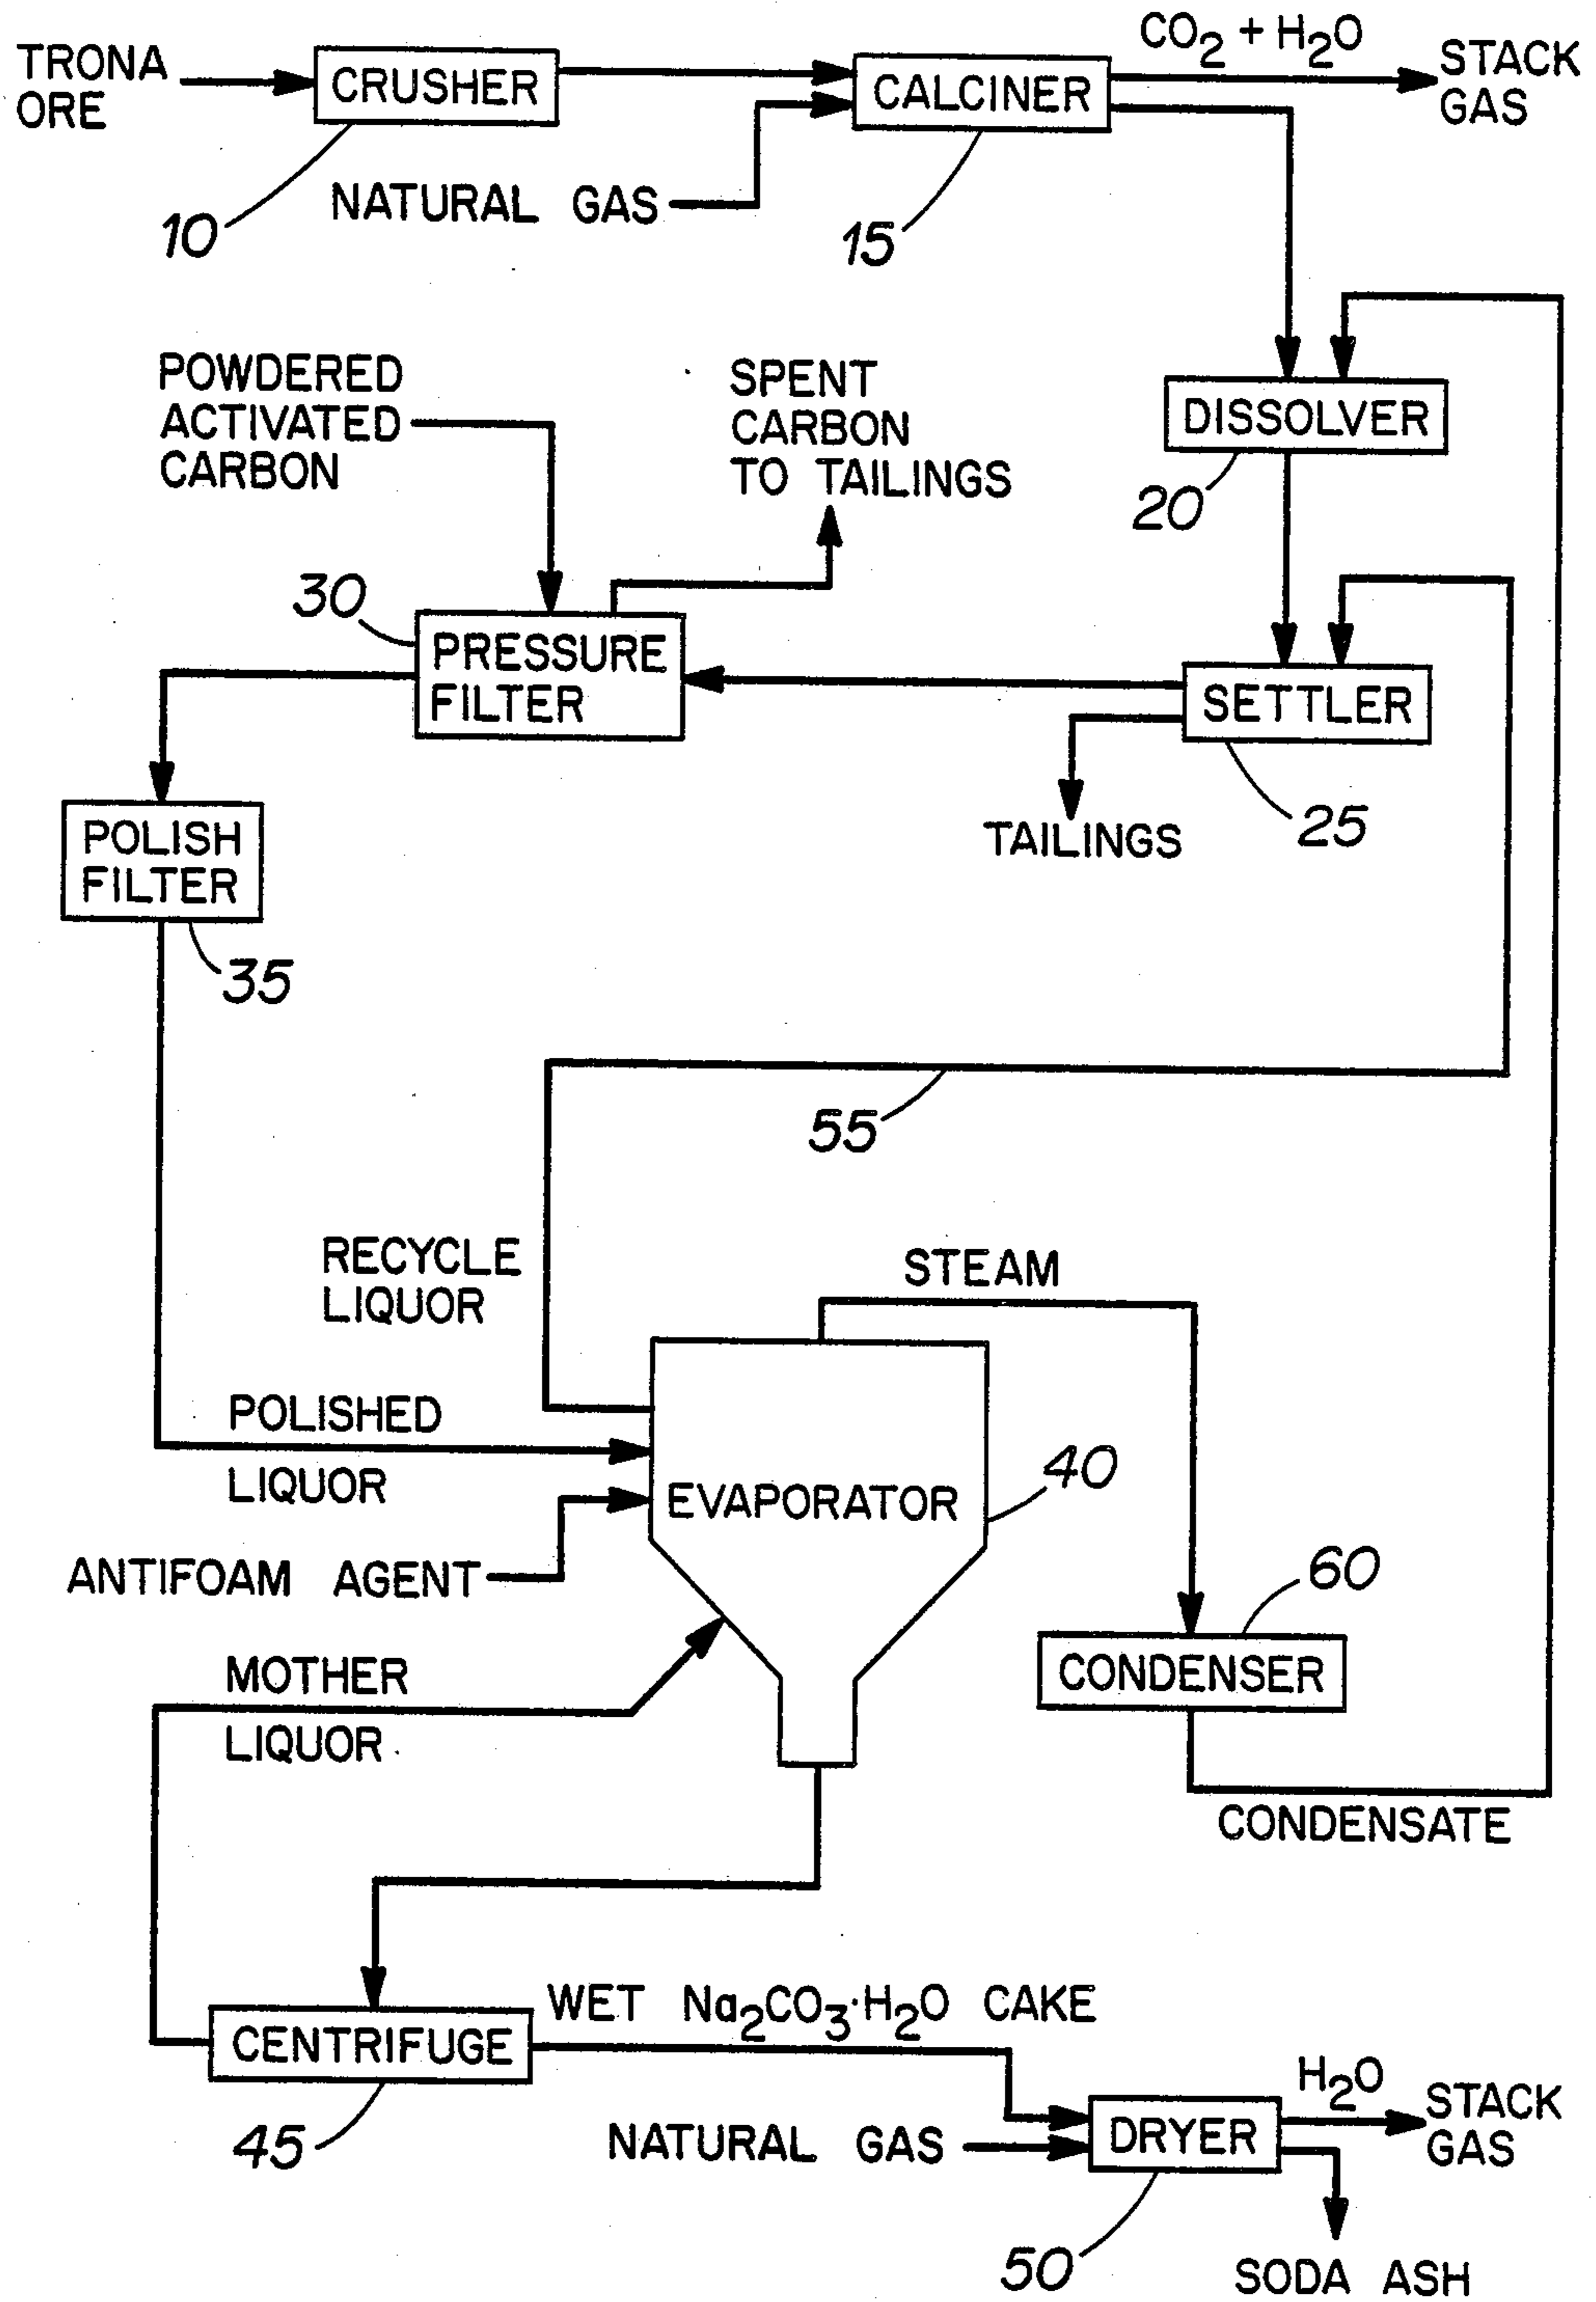 CO2 + H2O
TRONA
ORE
CRUSHER
CALCINER
STACK
GAS
NATURAL GAS
10
15
POWDERED
ACTIVATED
CARBON
SPENT
CARBON
TO TAILINGS
DISSOLVER
20
30
PRESSURE
FILTER
SETTLER
TAILINGS
25
POLISH
FILTER
35
55
RECYCLE
LIQUOR
STEAM
POLISHED
LIQUOR
EVAPORATOR
40
ANTIFOAM AGENT
60
MOTHER
LIQUOR
CONDENSER
CONDENSATE
WET Na2CO3·H2O CAKE
CENTRIFUGE
45
H2O
STACK
GAS
NATURAL GAS
DRYER
50
SODA ASH